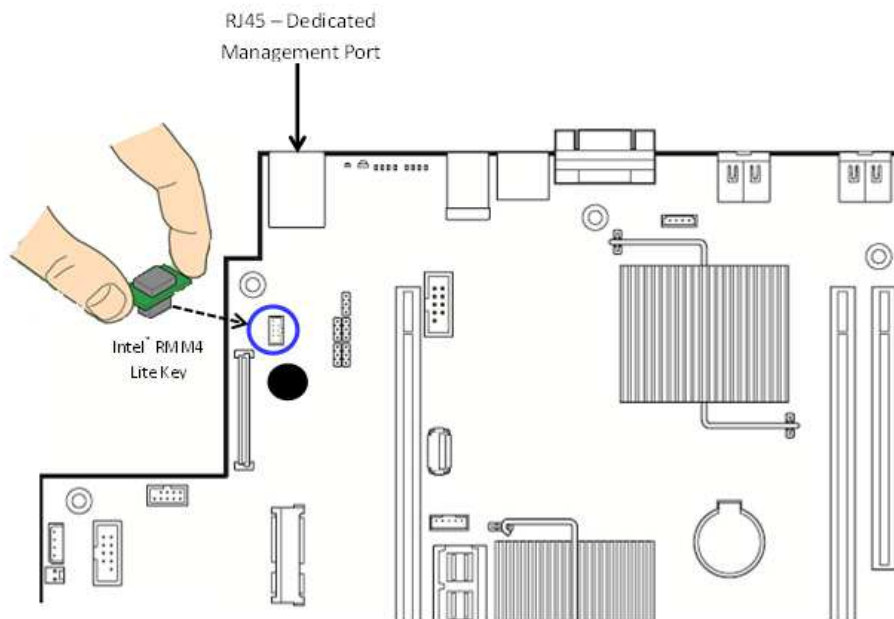 RJ45 – Dedicated
Management Port
Intel® RMM4
Lite Key